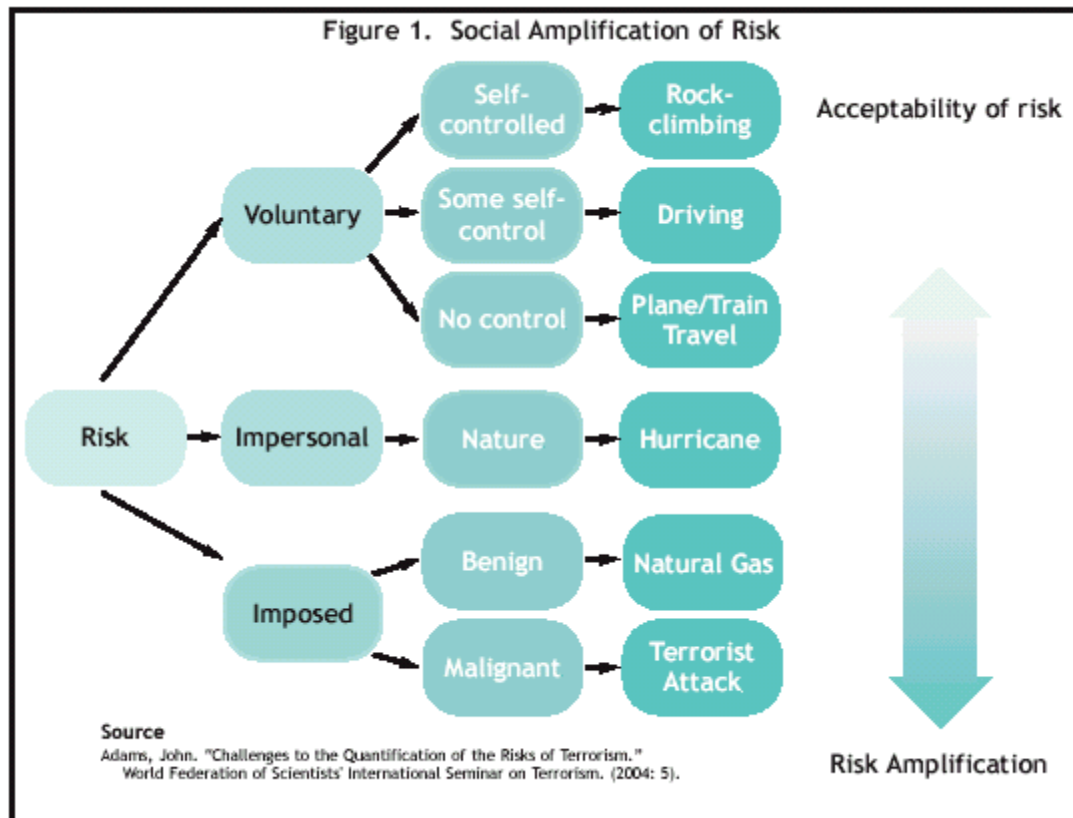 Figure 1. Social Amplification of Risk
Self-
controlled
Rock-
climbing
Acceptability of risk
Voluntary
Some self-
control
Driving
No control
Plane/Train
Travel
Risk
Impersonal
Nature
Hurricane
Imposed
Benign
Natural Gas
Malignant
Terrorist
Attack
Source
Adams, John. "Challenges to the Quantification of the Risks of Terrorism."
World Federation of Scientists' International Seminar on Terrorism. (2004: 5).
Risk Amplification